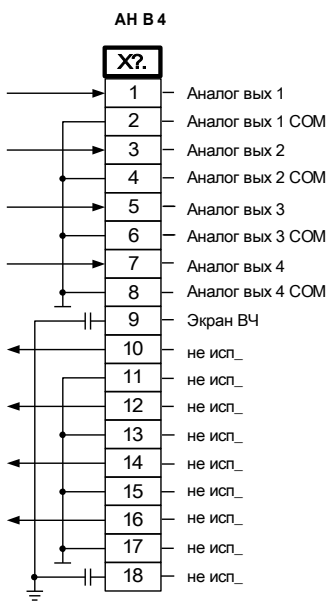 АН В 4
X?.
1 Аналог вых 1
2 Аналог вых 1 COM
3 Аналог вых 2
4 Аналог вых 2 COM
5 Аналог вых 3
6 Аналог вых 3 COM
7 Аналог вых 4
8 Аналог вых 4 COM
9 Экран ВЧ
10 не исп_
11 не исп_
12 не исп_
13 не исп_
14 не исп_
15 не исп_
16 не исп_
17 не исп_
18 не исп_